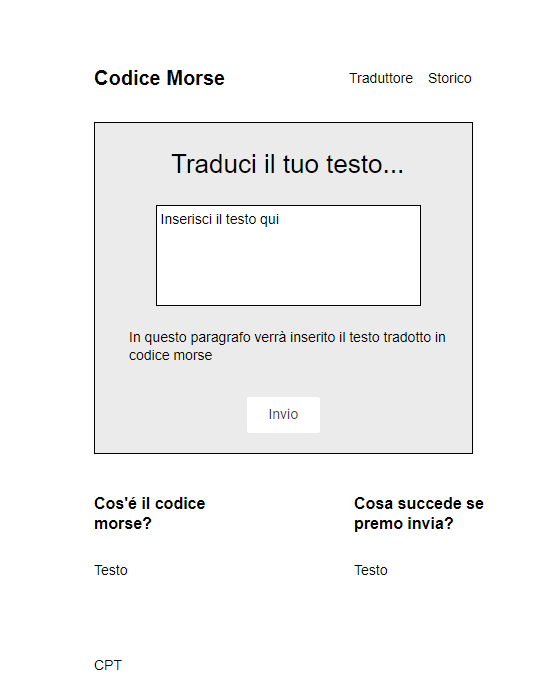 Codice Morse
Traduttore Storico
Traduci il tuo testo...
Inserisci il testo qui
In questo paragrafo verrà inserito il testo tradotto in
codice morse
Invio
Cos'é il codice
morse?
Testo
Cosa succede se
premo invia?
Testo
CPT